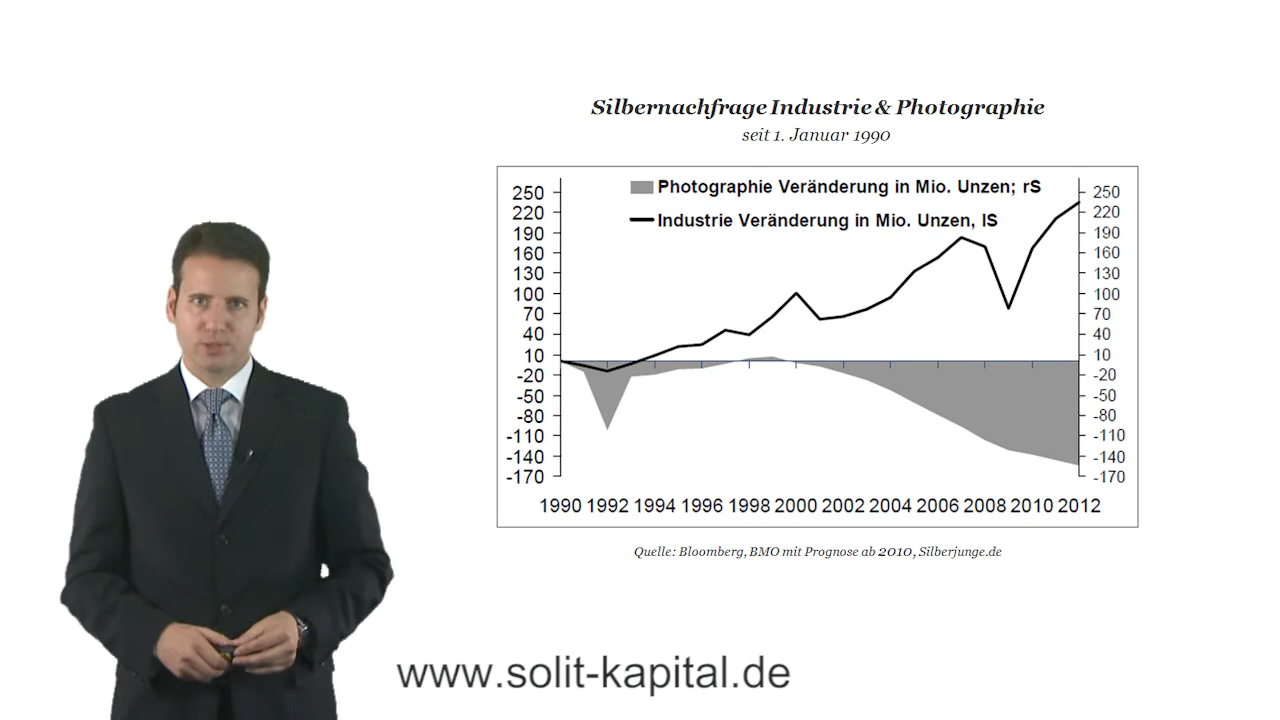 Silbernachfrage Industrie & Photographie
seit 1. Januar 1990
Photographie Veränderung in Mio. Unzen; rS
Industrie Veränderung in Mio. Unzen, lS
250 250
220 220
190 190
160 160
130 130
100 100
70 70
40 40
10 10
-20 -20
-50 -50
-80 -80
-110 -110
-140 -140
-170 -170
1990 1992 1994 1996 1998 2000 2002 2004 2006 2008 2010 2012
Quelle: Bloomberg, BMO mit Prognose ab 2010, Silberjunge.de
www.solit-kapital.de